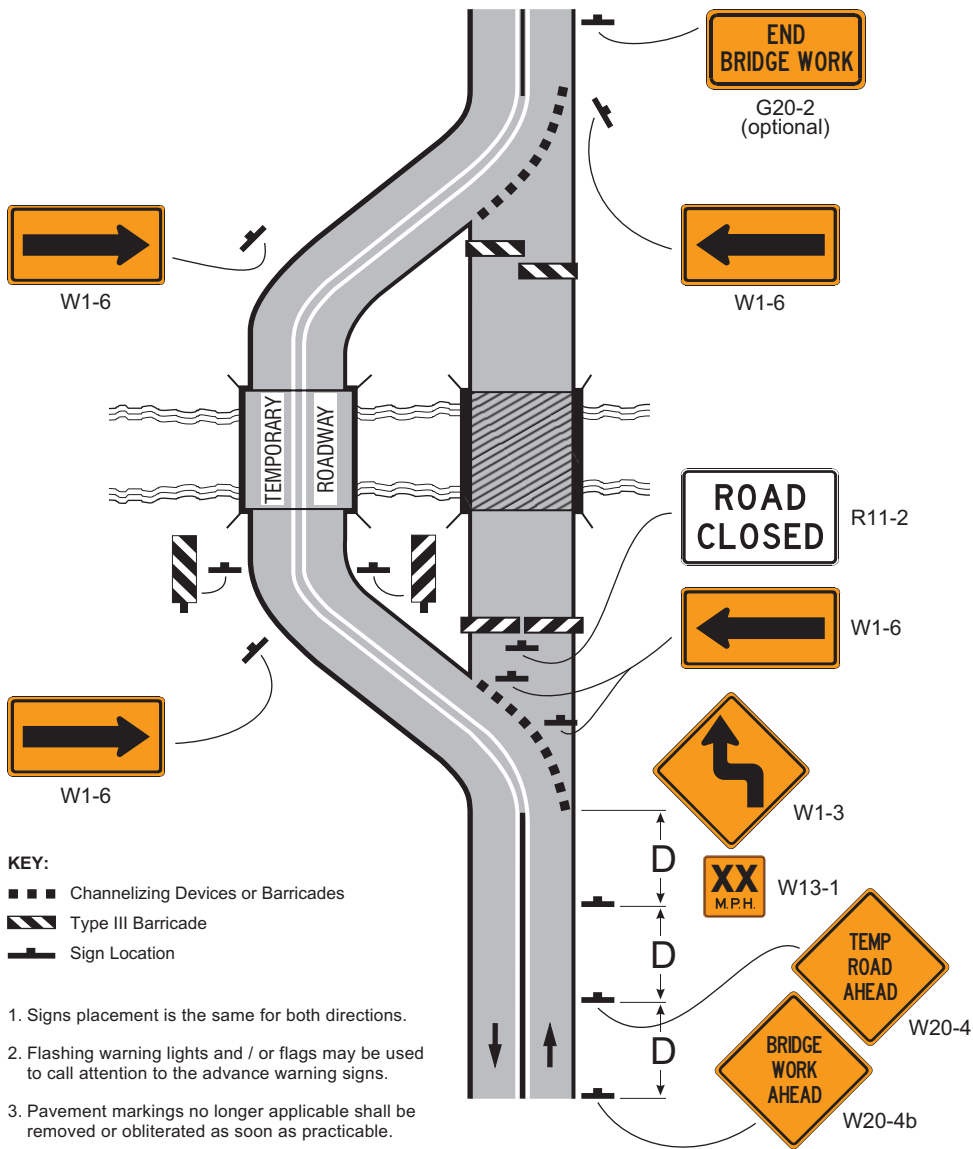 END
BRIDGE WORK
G20-2
(optional)
W1-6
W1-6
TEMPORARY
ROADWAY
ROAD
CLOSED
R11-2
W1-6
W1-6
W1-3
D
XX
M.P.H.
W13-1
D
TEMP
ROAD
AHEAD
W20-4
D
BRIDGE
WORK
AHEAD
W20-4b
KEY:
Channelizing Devices or Barricades
Type III Barricade
Sign Location
1. Signs placement is the same for both directions.
2. Flashing warning lights and / or flags may be used
to call attention to the advance warning signs.
3. Pavement markings no longer applicable shall be
removed or obliterated as soon as practicable.